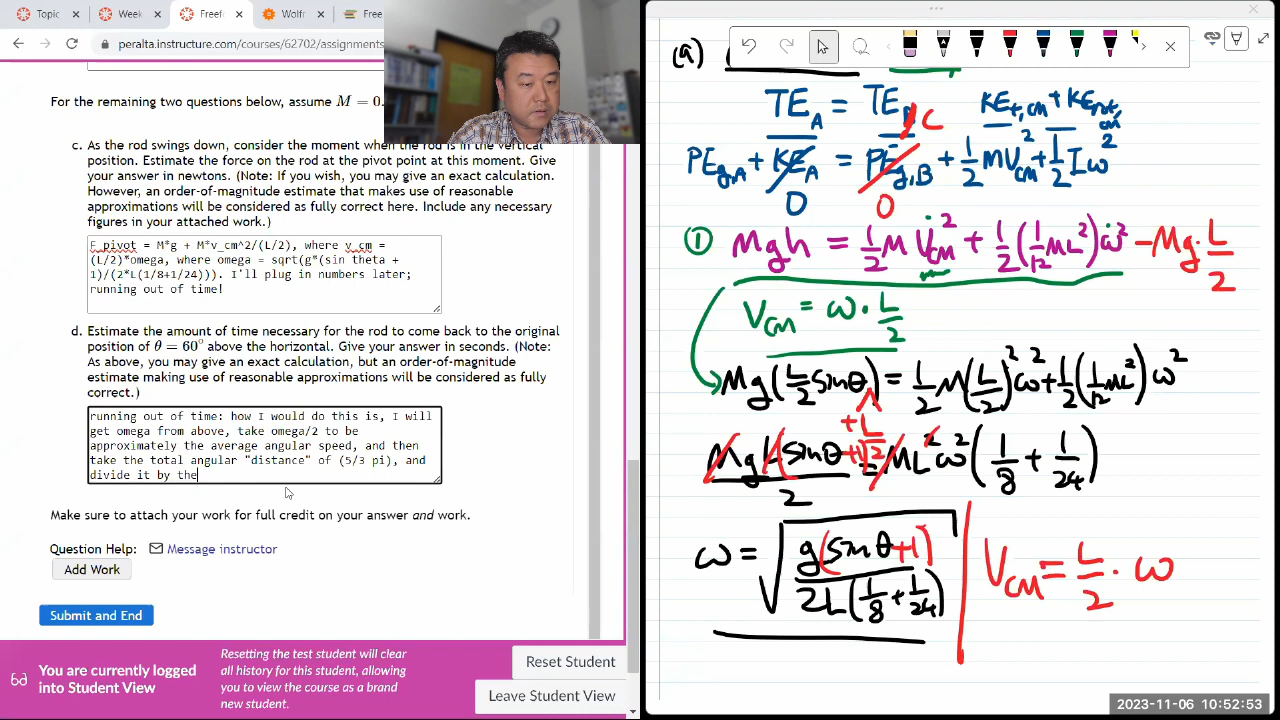 Topic
Week
Freef
Wolfr
Free
peralta.instructure.com/courses/62702/assignments
For the remaining two questions below, assume M = 0.
c. As the rod swings down, consider the moment when the rod is in the vertical
position. Estimate the force on the rod at the pivot point at this moment. Give
your answer in newtons. (Note: If you wish, you may give an exact calculation.
However, an order-of-magnitude estimate that makes use of reasonable
approximations will be considered as fully correct here. Include any necessary
figures in your attached work.)
F_pivot = M*g + M*v_cm^2/(L/2), where v_cm =
(L/2)*omega, where omega = sqrt(g*(sin theta +
1)/(2*L(1/8+1/24))). I'll plug in numbers later;
running out of time!
d. Estimate the amount of time necessary for the rod to come back to the original
position of θ = 60° above the horizontal. Give your answer in seconds. (Note:
As above, you may give an exact calculation, but an order-of-magnitude
estimate making use of reasonable approximations will be considered as fully
correct.)
running out of time: how I would do this is, I will
get omega from above, take omega/2 to be
approximately the average angular speed, and then
take the total angular "distance" of (5/3 pi), and
divide it by the
Make sure to attach your work for full credit on your answer and work.
Question Help: Message instructor
Add Work
Submit and End
You are currently logged
into Student View
Resetting the test student will clear
all history for this student, allowing
you to view the course as a brand
new student.
Reset Student
Leave Student View
(a)
TE_A = TE_B C KE_t,cm + KE_rot,cm
PE_g,A + KE_A = PE_g,B + 1/2 MV_CM^2 + 1/2 Iω^2
0 0
① Mgh = 1/2 M V_CM^2 + 1/2 (1/12 ML^2) ω^2 - Mg · L/2
V_CM = ω · L/2
Mg(L/2 sinθ) = 1/2 M(L/2)^2 ω^2 + 1/2 (1/12 ML^2) ω^2
+ L/2
MgL(sinθ+1)/2 = ML^2ω^2 (1/8 + 1/24)
ω = √(g(sinθ+1)/2L(1/8+1/24)) V_CM = L/2 · ω
2023-11-06 10:52:53